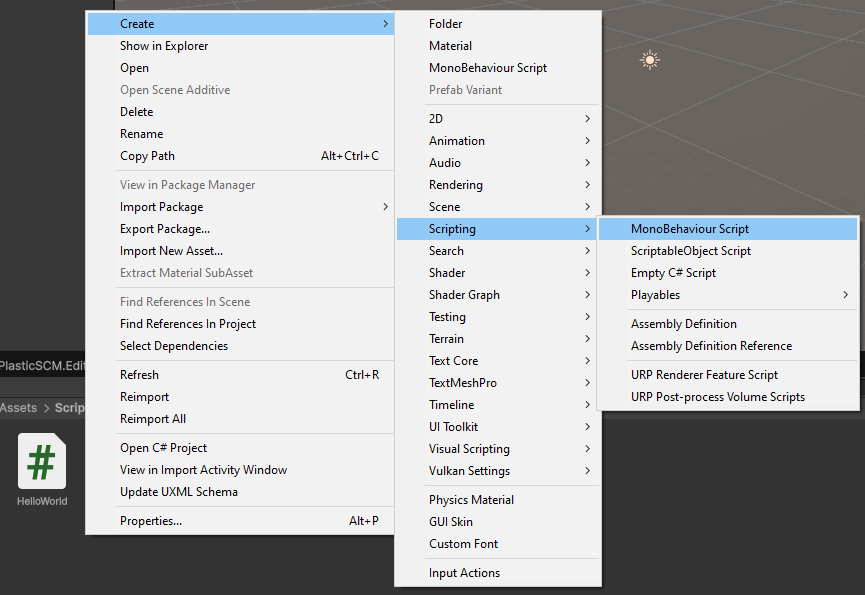 Create
Show in Explorer
Open
Open Scene Additive
Delete
Rename
Copy Path Alt+Ctrl+C
View in Package Manager
Import Package
Export Package...
Import New Asset...
Extract Material SubAsset
Find References In Scene
Find References In Project
Select Dependencies
Refresh Ctrl+R
Reimport
Reimport All
Open C# Project
View in Import Activity Window
Update UXML Schema
Properties... Alt+P
Folder
Material
MonoBehaviour Script
Prefab Variant
2D
Animation
Audio
Rendering
Scene
Scripting
Search
Shader
Shader Graph
Testing
Terrain
Text Core
TextMeshPro
Timeline
UI Toolkit
Visual Scripting
Vulkan Settings
Physics Material
GUI Skin
Custom Font
Input Actions
MonoBehaviour Script
ScriptableObject Script
Empty C# Script
Playables
Assembly Definition
Assembly Definition Reference
URP Renderer Feature Script
URP Post-process Volume Scripts
PlasticSCM.Edit
Assets > Scrip
#
HelloWorld